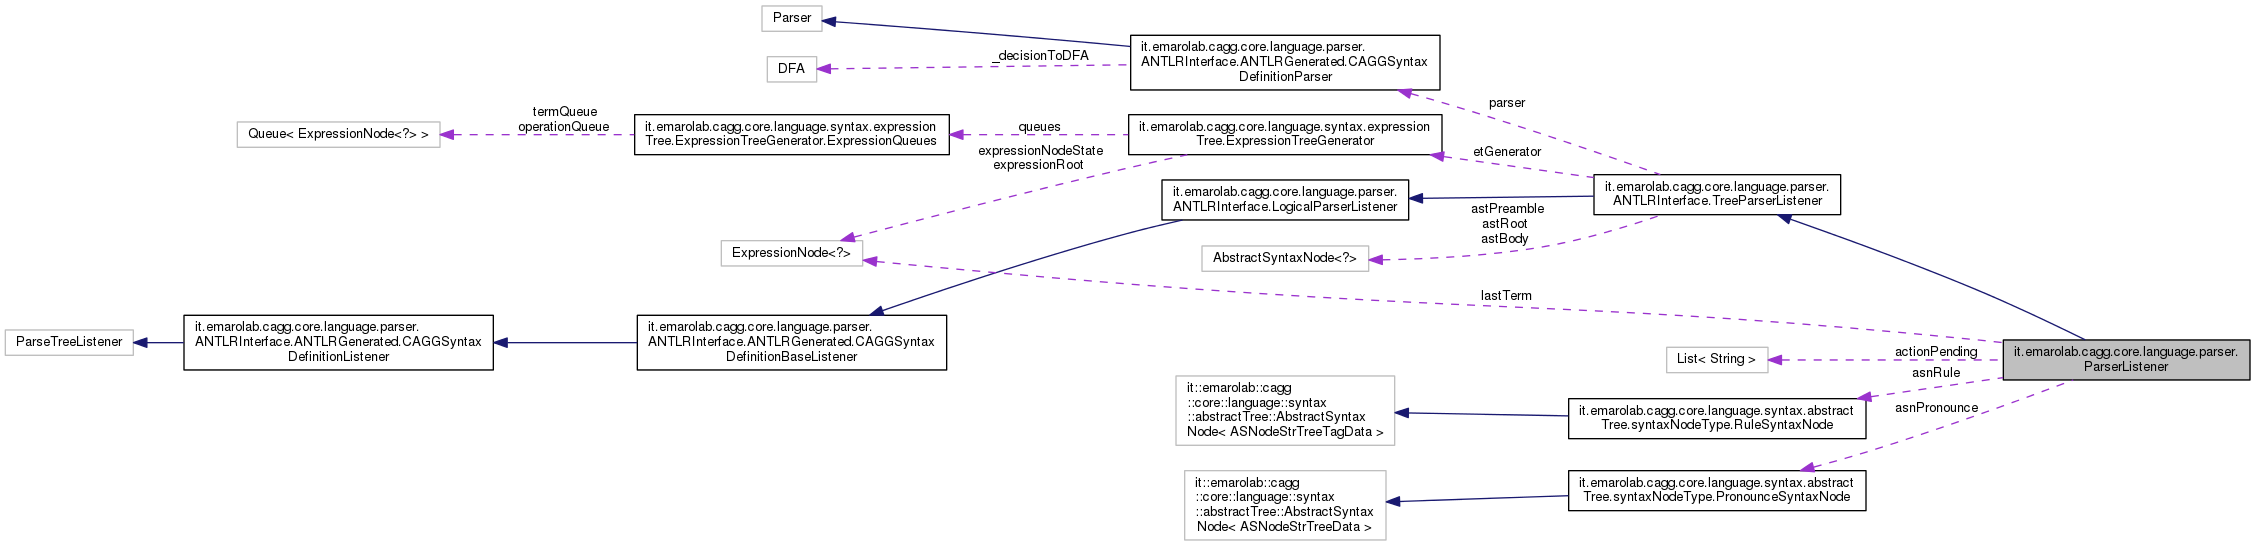 Parser
it.emarolab.cagg.core.language.parser.
ANTLRInterface.ANTLRGenerated.CAGGSyntax
DefinitionParser
_decisionToDFA
DFA
parser
termQueue
operationQueue
Queue< ExpressionNode<?> >
it.emarolab.cagg.core.language.syntax.expression
Tree.ExpressionTreeGenerator.ExpressionQueues
queues
it.emarolab.cagg.core.language.syntax.expression
Tree.ExpressionTreeGenerator
expressionNodeState
expressionRoot
etGenerator
it.emarolab.cagg.core.language.parser.
ANTLRInterface.LogicalParserListener
it.emarolab.cagg.core.language.parser.
ANTLRInterface.TreeParserListener
astPreamble
astRoot
astBody
ExpressionNode<?>
AbstractSyntaxNode<?>
lastTerm
ParseTreeListener
it.emarolab.cagg.core.language.parser.
ANTLRInterface.ANTLRGenerated.CAGGSyntax
DefinitionListener
it.emarolab.cagg.core.language.parser.
ANTLRInterface.ANTLRGenerated.CAGGSyntax
DefinitionBaseListener
List< String >
actionPending
it.emarolab.cagg.core.language.parser.
ParserListener
asnRule
it::emarolab::cagg
::core::language::syntax
::abstractTree::AbstractSyntax
Node< ASNodeStrTreeTagData >
it.emarolab.cagg.core.language.syntax.abstract
Tree.syntaxNodeType.RuleSyntaxNode
asnPronounce
it::emarolab::cagg
::core::language::syntax
::abstractTree::AbstractSyntax
Node< ASNodeStrTreeData >
it.emarolab.cagg.core.language.syntax.abstract
Tree.syntaxNodeType.PronounceSyntaxNode